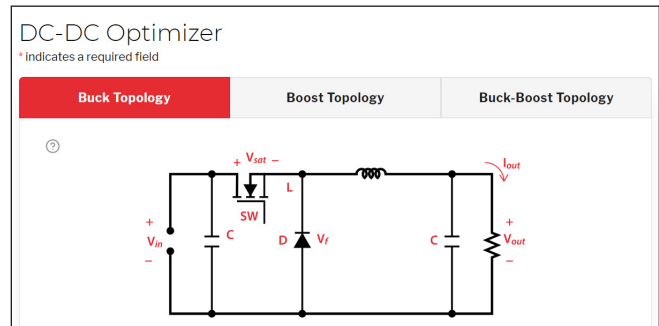 DC-DC Optimizer
* indicates a required field
Buck Topology
Boost Topology
Buck-Boost Topology
?
+ Vsat −
Iout
L
SW
+
Vin
−
C
D
Vf
C
+
Vout
−